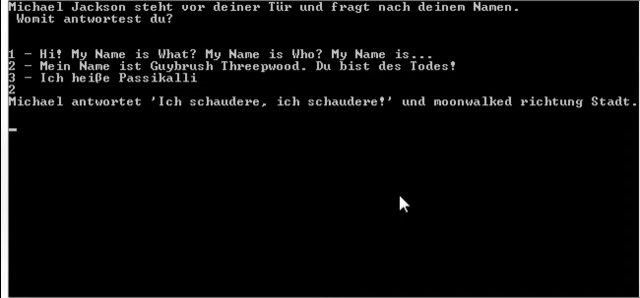 Michael Jackson steht vor deiner Tür und fragt nach deinem Namen.
Womit antwortest du?
1 - Hi! My Name is What? My Name is Who? My Name is...
2 - Mein Name ist Guybrush Threepwood. Du bist des Todes!
3 - Ich heiße Passikalli
2
Michael antwortet 'Ich schaudere, ich schaudere!' und moonwalked richtung Stadt.